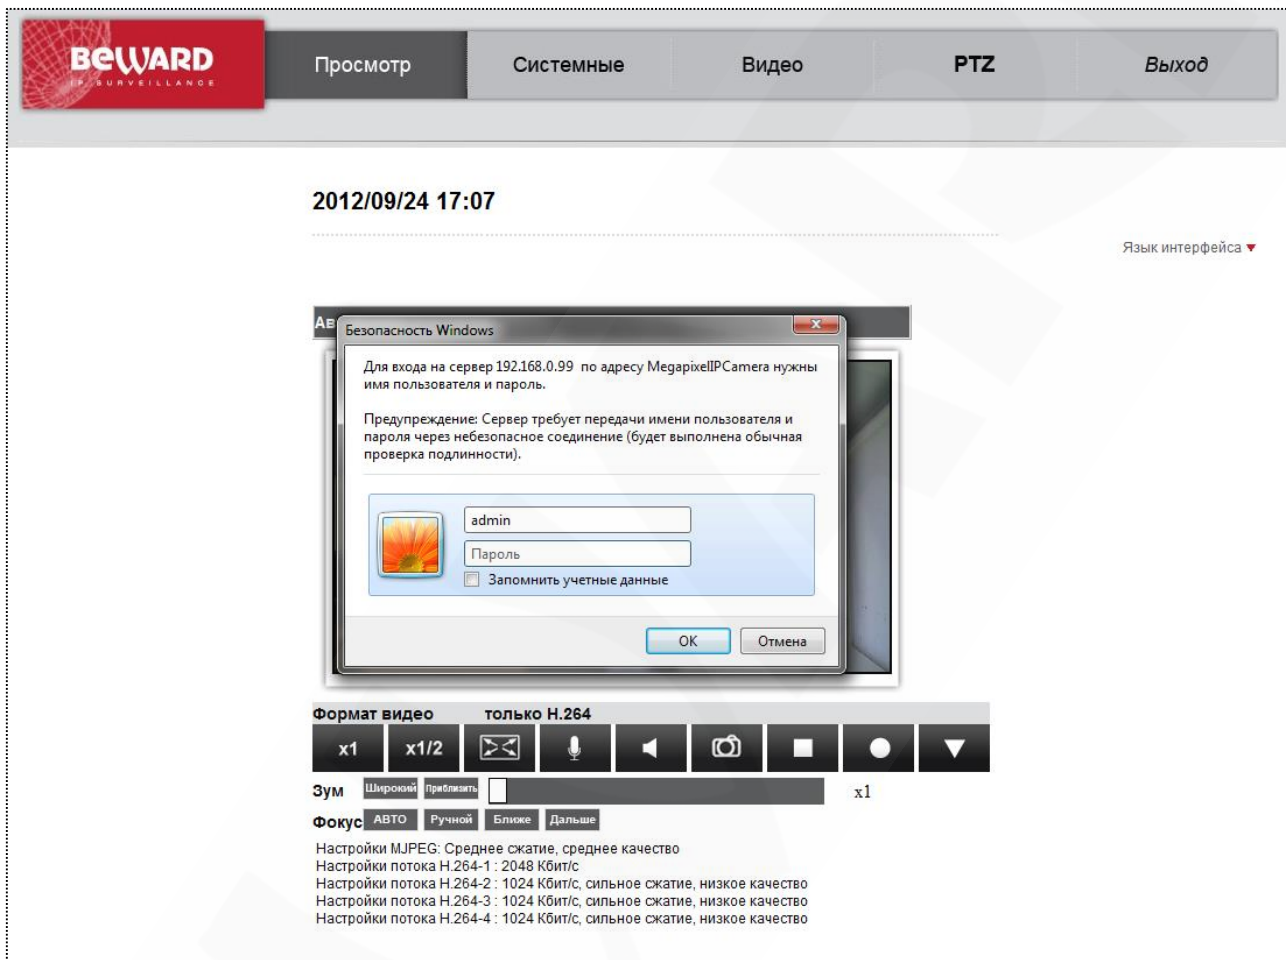 BEWARD
IP SURVEILLANCE
Просмотр
Системные
Видео
PTZ
Выход
2012/09/24 17:07
Язык интерфейса
Ав
Безопасность Windows
Для входа на сервер 192.168.0.99 по адресу MegapixelIPCamera нужны
имя пользователя и пароль.
Предупреждение: Сервер требует передачи имени пользователя и
пароля через небезопасное соединение (будет выполнена обычная
проверка подлинности).
admin
Пароль
Запомнить учетные данные
OK
Отмена
Формат видео только H.264
x1 x1/2
Зум Широкий Приблизить x1
Фокус АВТО Ручной Ближе Дальше
Настройки MJPEG: Среднее сжатие, среднее качество
Настройки потока H.264-1 : 2048 Кбит/с
Настройки потока H.264-2 : 1024 Кбит/с, сильное сжатие, низкое качество
Настройки потока H.264-3 : 1024 Кбит/с, сильное сжатие, низкое качество
Настройки потока H.264-4 : 1024 Кбит/с, сильное сжатие, низкое качество